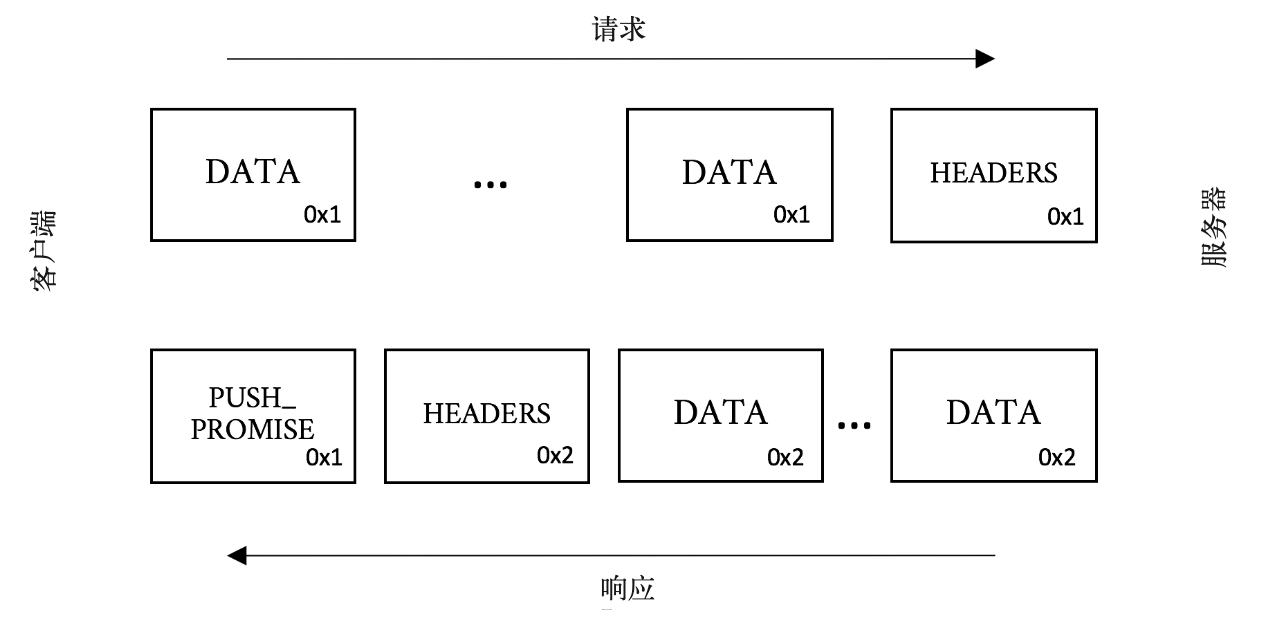 请求
DATA
0x1
...
DATA
0x1
HEADERS
0x1
客户端
服务器
PUSH_
PROMISE
0x1
HEADERS
0x2
DATA
0x2
...
DATA
0x2
响应